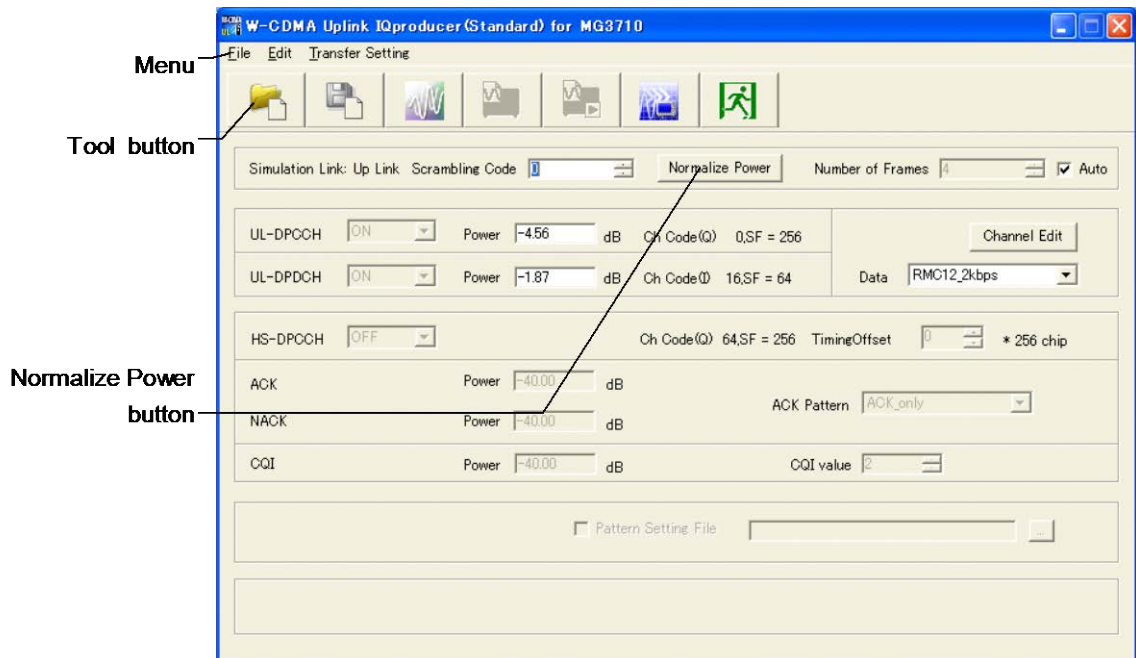 W-CDMA Uplink IQproducer(Standard) for MG3710
File Edit Transfer Setting
Menu
Tool button
Simulation Link: Up Link Scrambling Code 0 Normalize Power Number of Frames 4 Auto
UL-DPCCH ON Power -4.56 dB Ch Code(Q) 0,SF = 256 Channel Edit
UL-DPDCH ON Power -1.87 dB Ch Code(I) 16,SF = 64 Data RMC12_2kbps
HS-DPCCH OFF Ch Code(Q) 64,SF = 256 TimingOffset 0 * 256 chip
Normalize Power
button
ACK Power -40.00 dB
ACK Pattern ACK_only
NACK Power -40.00 dB
CQI Power -40.00 dB CQI value 2
Pattern Setting File ...